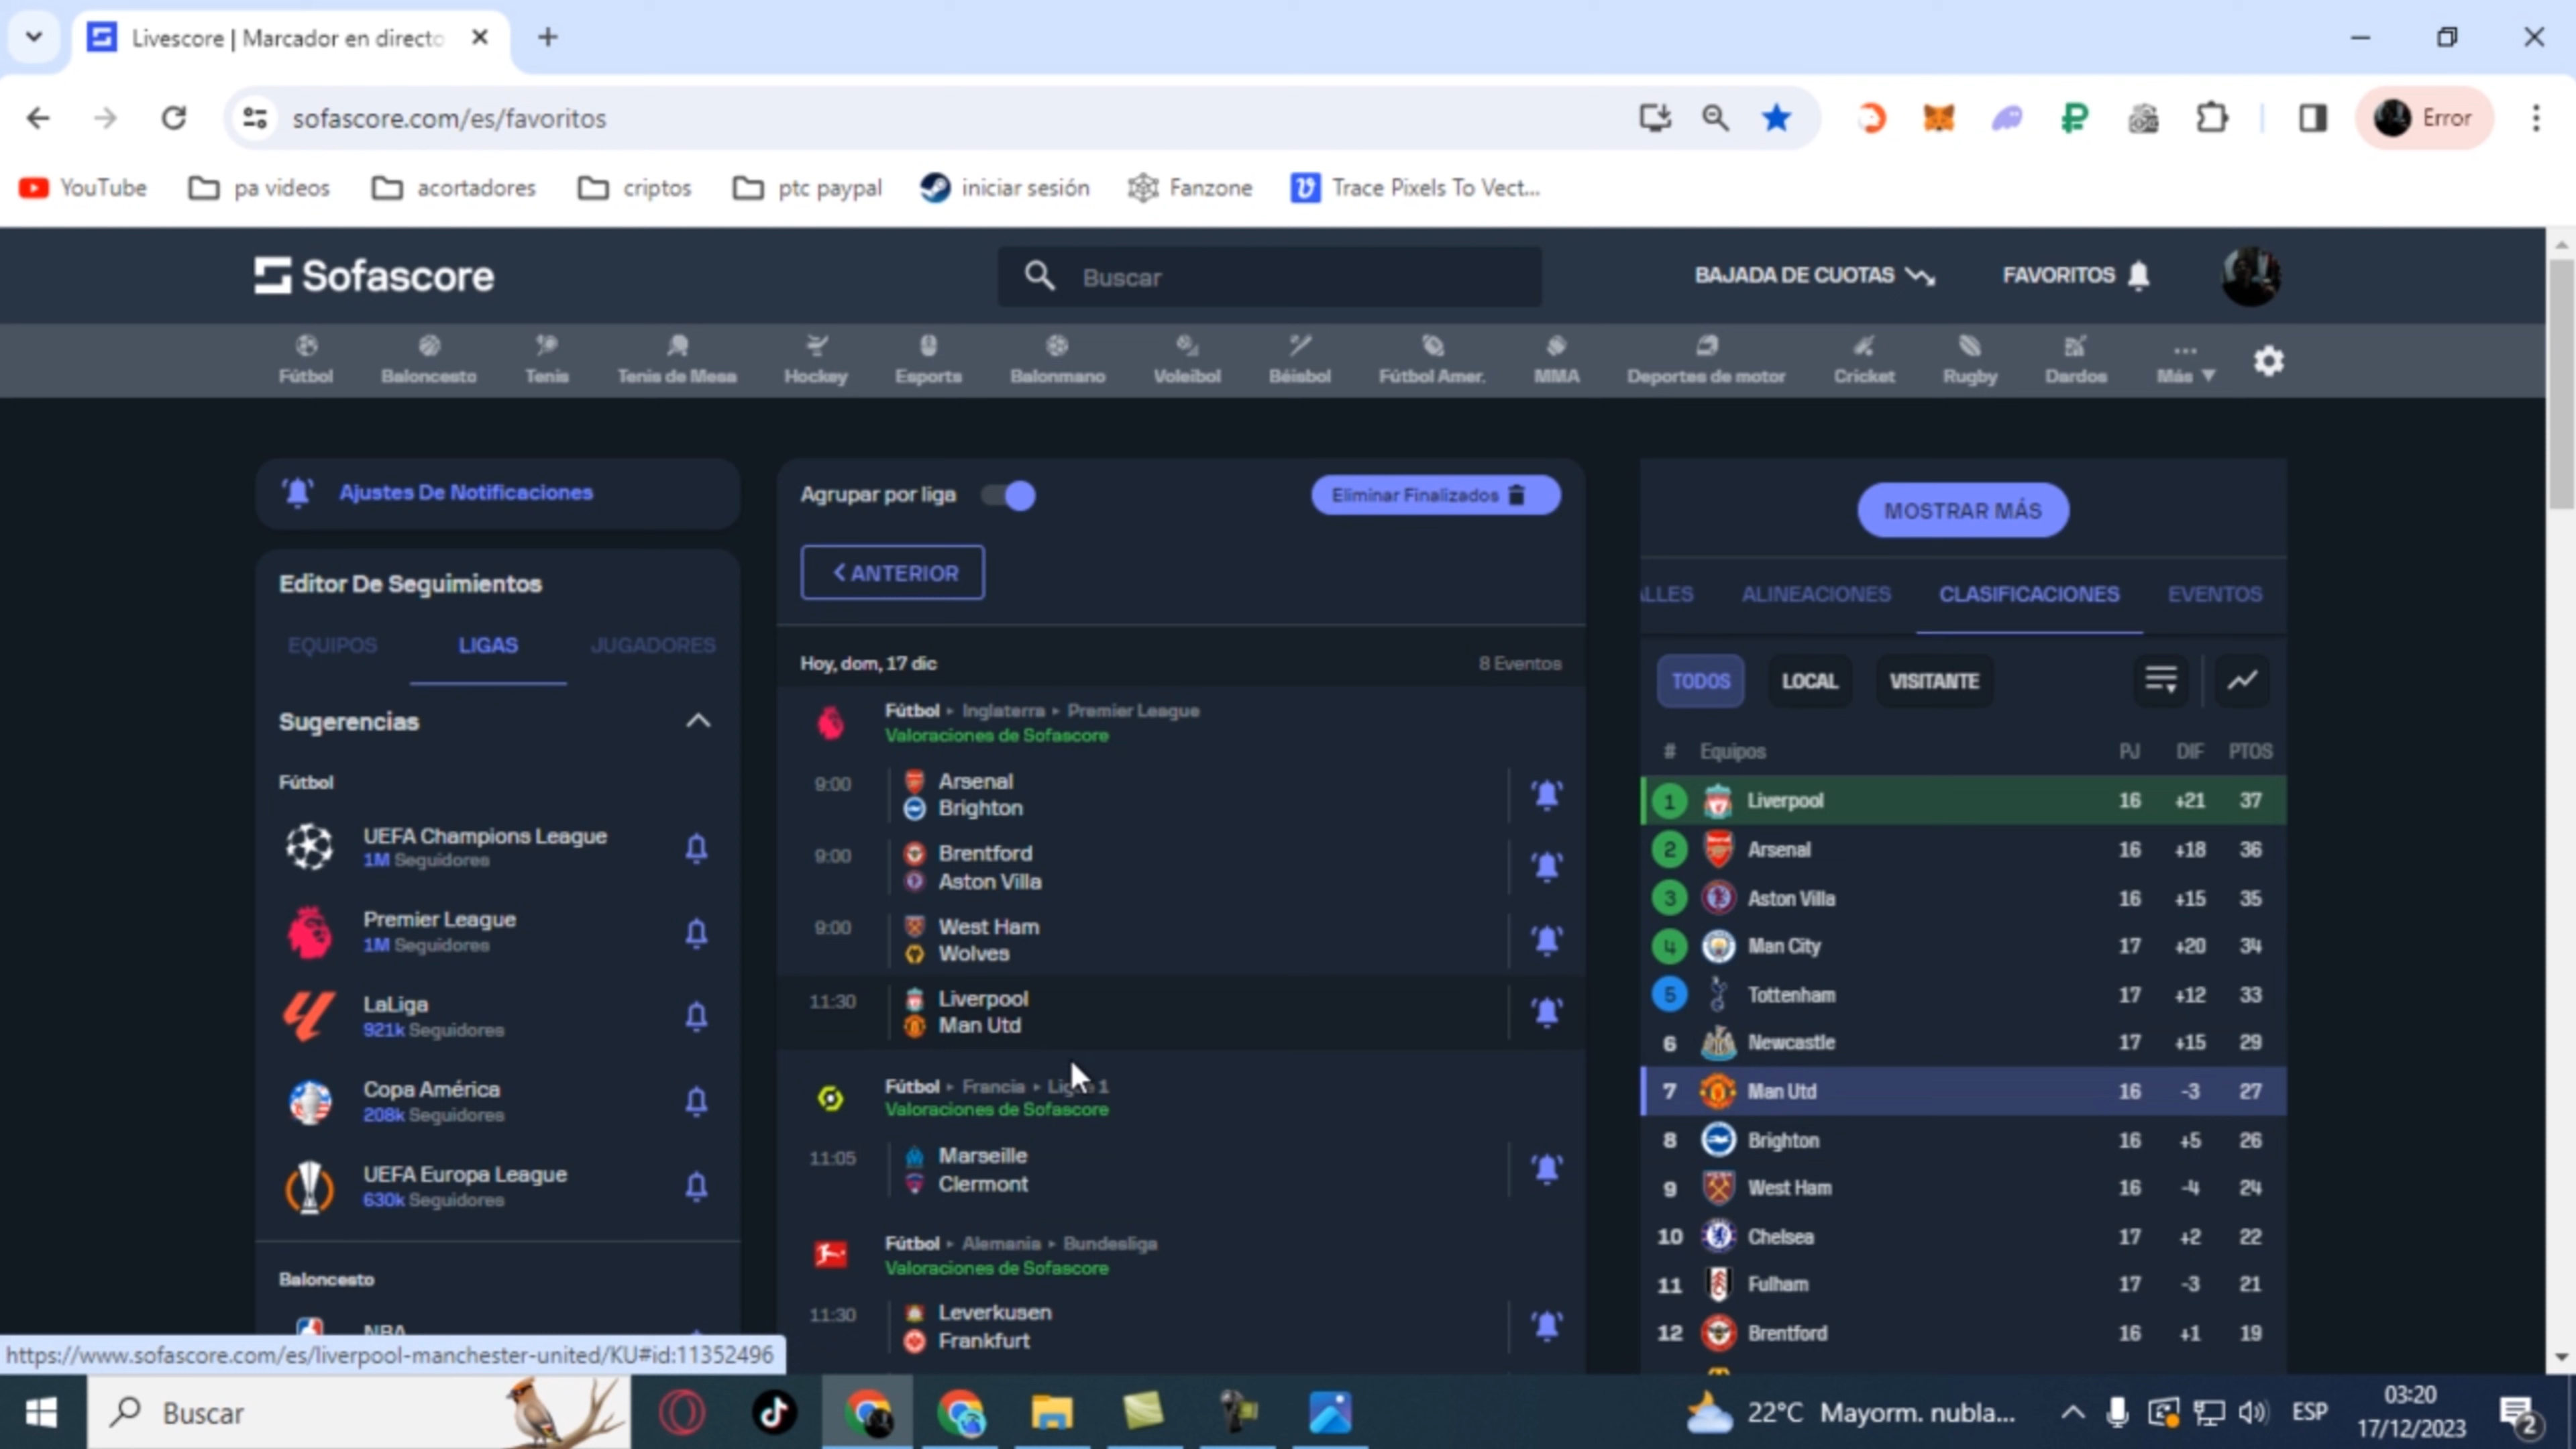 Livescore | Marcador en directo
sofascore.com/es/favoritos
Error
YouTube
pa videos
acortadores
criptos
ptc paypal
iniciar sesión
Fanzone
Trace Pixels To Vect...
Sofascore
Buscar
BAJADA DE CUOTAS
FAVORITOS
Fútbol
Baloncesto
Tenis
Tenis de Mesa
Hockey
Esports
Balonmano
Voleibol
Béisbol
Fútbol Amer.
MMA
Deportes de motor
Cricket
Rugby
Dardos
Más ▼
Ajustes De Notificaciones
Editor De Seguimientos
EQUIPOS
LIGAS
JUGADORES
Sugerencias
Fútbol
UEFA Champions League
1M Seguidores
Premier League
1M Seguidores
LaLiga
921k Seguidores
Copa América
208k Seguidores
UEFA Europa League
630k Seguidores
Baloncesto
NBA
Agrupar por liga
Eliminar Finalizados
ANTERIOR
Hoy, dom, 17 dic
8 Eventos
Fútbol ▸ Inglaterra ▸ Premier League
Valoraciones de Sofascore
9:00
Arsenal
Brighton
9:00
Brentford
Aston Villa
9:00
West Ham
Wolves
11:30
Liverpool
Man Utd
Fútbol ▸ Francia ▸ Ligue 1
Valoraciones de Sofascore
11:05
Marseille
Clermont
Fútbol ▸ Alemania ▸ Bundesliga
Valoraciones de Sofascore
11:30
Leverkusen
Frankfurt
MOSTRAR MÁS
ALLES
ALINEACIONES
CLASIFICACIONES
EVENTOS
TODOS
LOCAL
VISITANTE
# Equipos PJ DIF PTOS
1 Liverpool 16 +21 37
2 Arsenal 16 +18 36
3 Aston Villa 16 +15 35
4 Man City 17 +20 34
5 Tottenham 17 +12 33
6 Newcastle 17 +15 29
7 Man Utd 16 -3 27
8 Brighton 16 +5 26
9 West Ham 16 -4 24
10 Chelsea 17 +2 22
11 Fulham 17 -3 21
12 Brentford 16 +1 19
https://www.sofascore.com/es/liverpool-manchester-united/KU#id:11352496
Buscar
22°C Mayorm. nubla...
ESP
03:20
17/12/2023
2